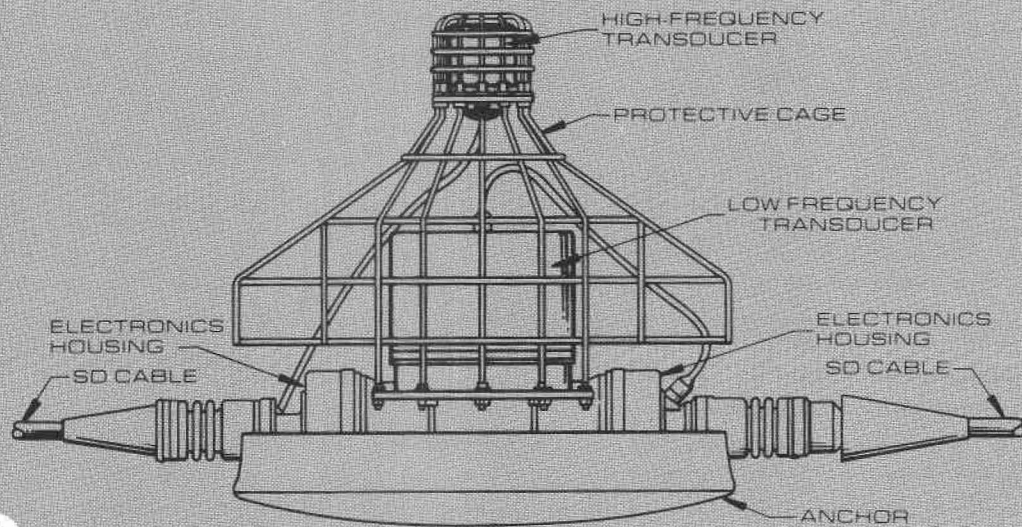 HIGH-FREQUENCY
TRANSDUCER
PROTECTIVE CAGE
LOW FREQUENCY
TRANSDUCER
ELECTRONICS
HOUSING
SD CABLE
ELECTRONICS
HOUSING
SD CABLE
ANCHOR